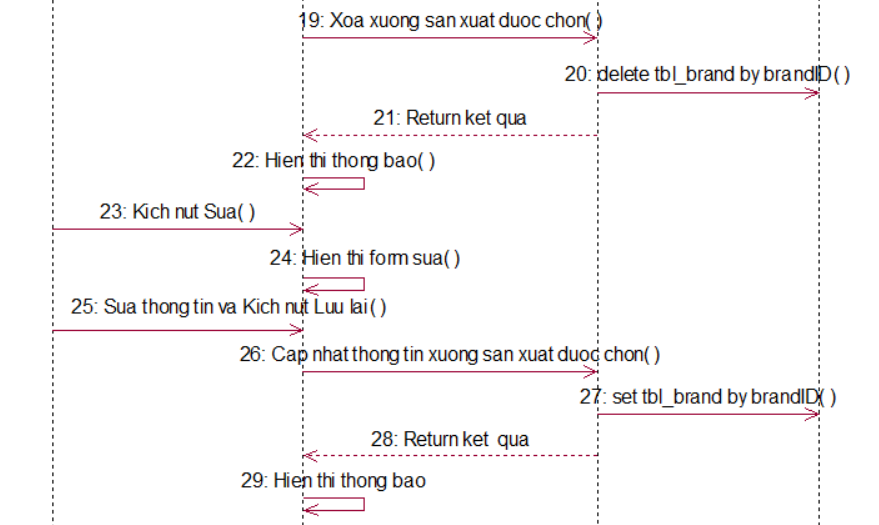 19: Xoa xuong san xuat duoc chon( )
20: delete tbl_brand by brandID( )
21: Return ket qua
22: Hien thi thong bao( )
23: Kich nut Sua( )
24: Hien thi form sua( )
25: Sua thong tin va Kich nut Luu lai( )
26: Cap nhat thong tin xuong san xuat duoc chon( )
27: set tbl_brand by brandID( )
28: Return ket qua
29: Hien thi thong bao